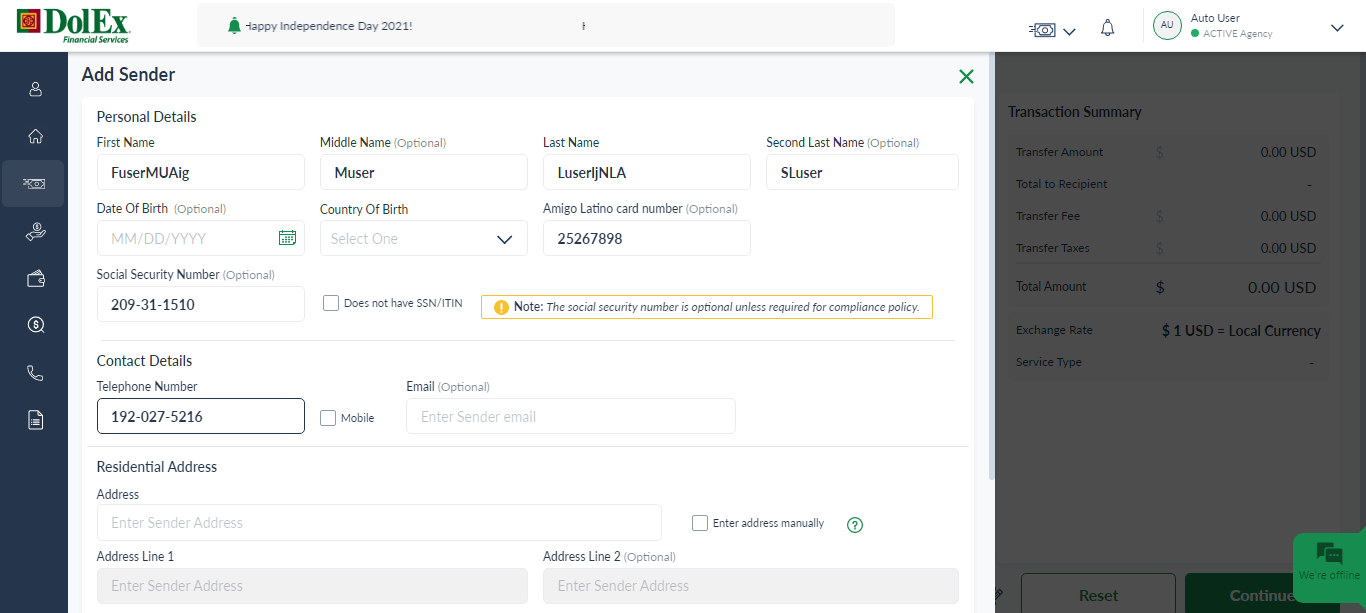 DolEx
Financial Services
Happy Independence Day 2021!
AU
Auto User
ACTIVE Agency
Add Sender
Personal Details
First Name
Middle Name (Optional)
Last Name
Second Last Name (Optional)
FuserMUAig
Muser
LuserljNLA
SLuser
Date Of Birth (Optional)
Country Of Birth
Amigo Latino card number (Optional)
MM/DD/YYYY
Select One
25267898
Social Security Number (Optional)
209-31-1510
Does not have SSN/ITIN
Note: The social security number is optional unless required for compliance policy.
Contact Details
Telephone Number
Email (Optional)
192-027-5216
Mobile
Enter Sender email
Residential Address
Address
Enter Sender Address
Enter address manually
Address Line 1
Address Line 2 (Optional)
Enter Sender Address
Enter Sender Address
Transaction Summary
Transfer Amount $ 0.00 USD
Total to Recipient -
Transfer Fee $ 0.00 USD
Transfer Taxes $ 0.00 USD
Total Amount $ 0.00 USD
Exchange Rate $ 1 USD = Local Currency
Service Type -
We're offline
Reset
Continue